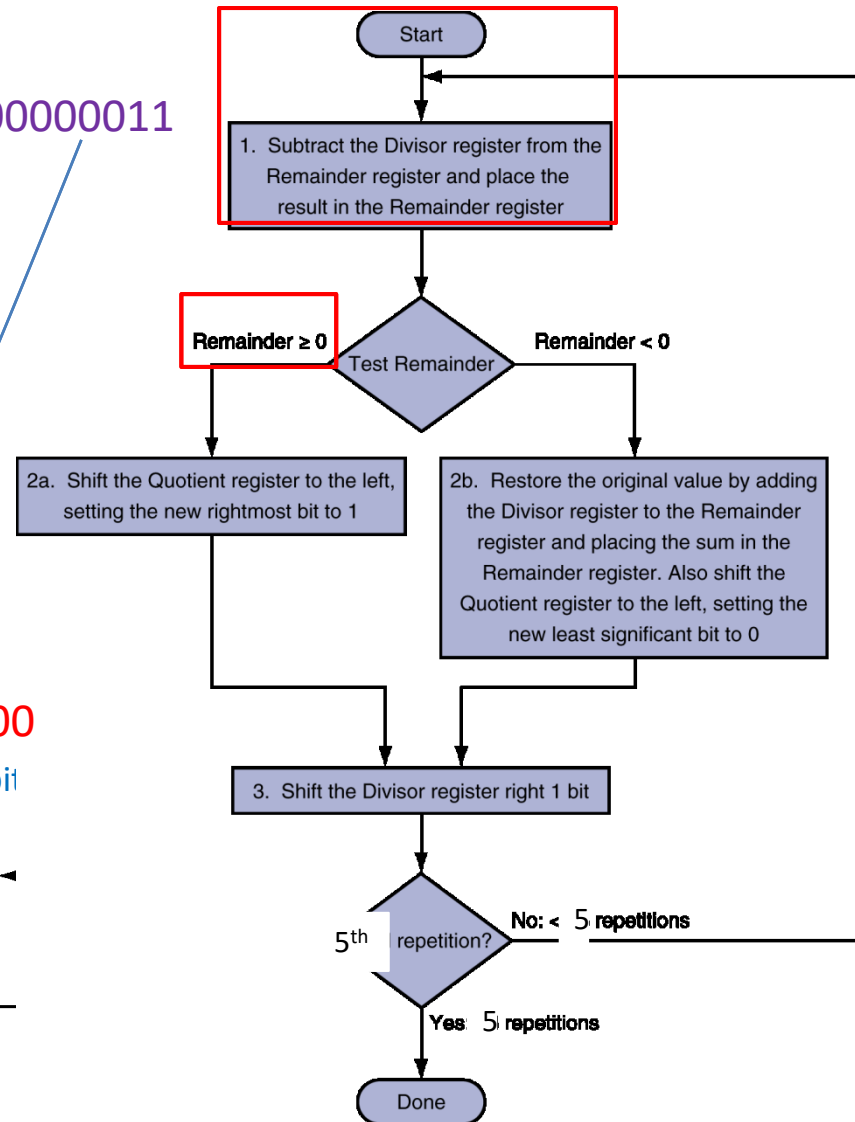 Start
00000011
1. Subtract the Divisor register from the
Remainder register and place the
result in the Remainder register
Remainder ≥ 0
Test Remainder
Remainder < 0
2a. Shift the Quotient register to the left,
setting the new rightmost bit to 1
2b. Restore the original value by adding
the Divisor register to the Remainder
register and placing the sum in the
Remainder register. Also shift the
Quotient register to the left, setting the
new least significant bit to 0
00
bit
3. Shift the Divisor register right 1 bit
5th repetition?
No: < 5 repetitions
Yes: 5 repetitions
Done